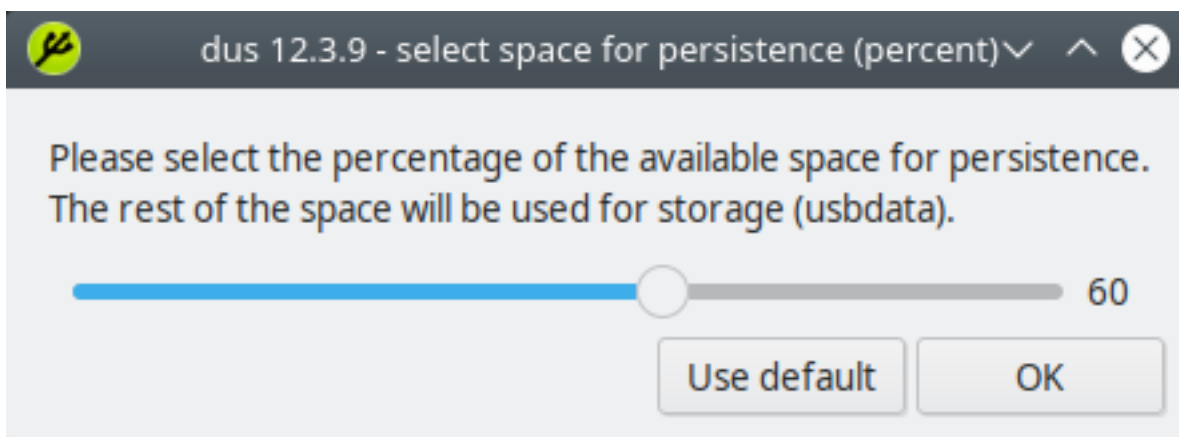 dus 12.3.9 - select space for persistence (percent)
Please select the percentage of the available space for persistence.
The rest of the space will be used for storage (usbdata).
60
Use default OK